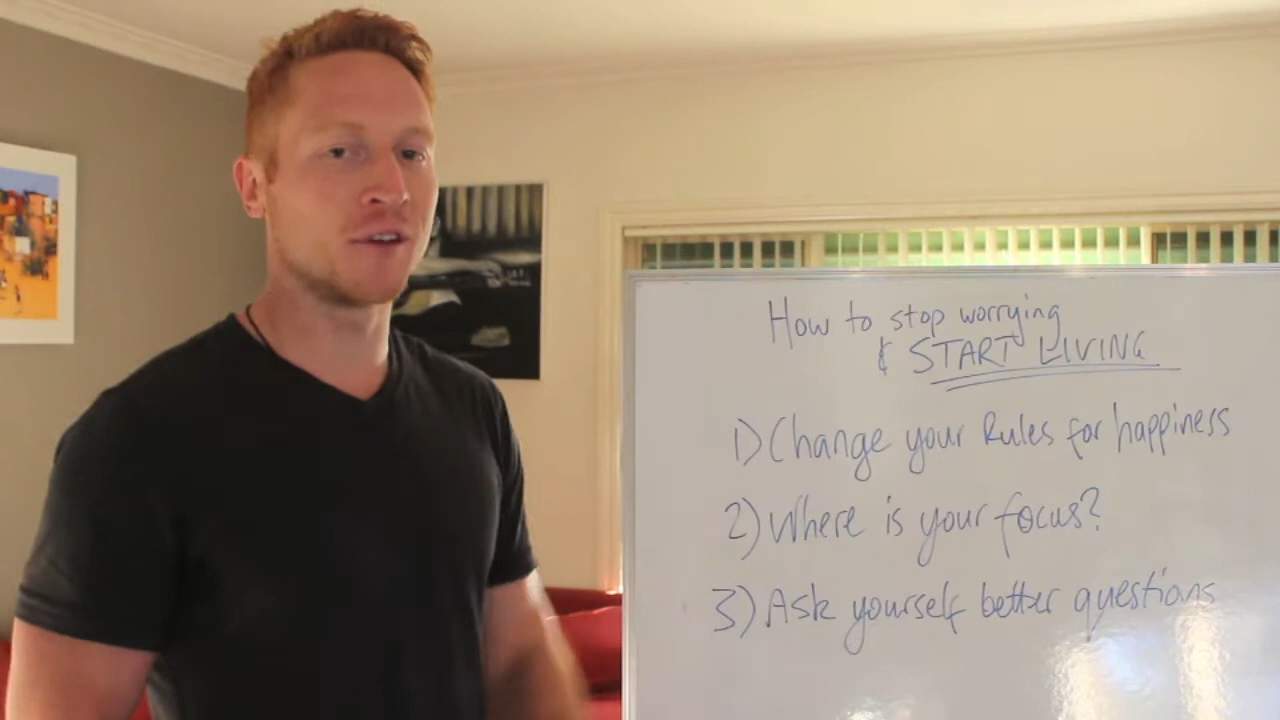 How to stop worrying
& START LIVING
1) Change your Rules for happiness
2) Where is your focus?
3) Ask yourself better questions